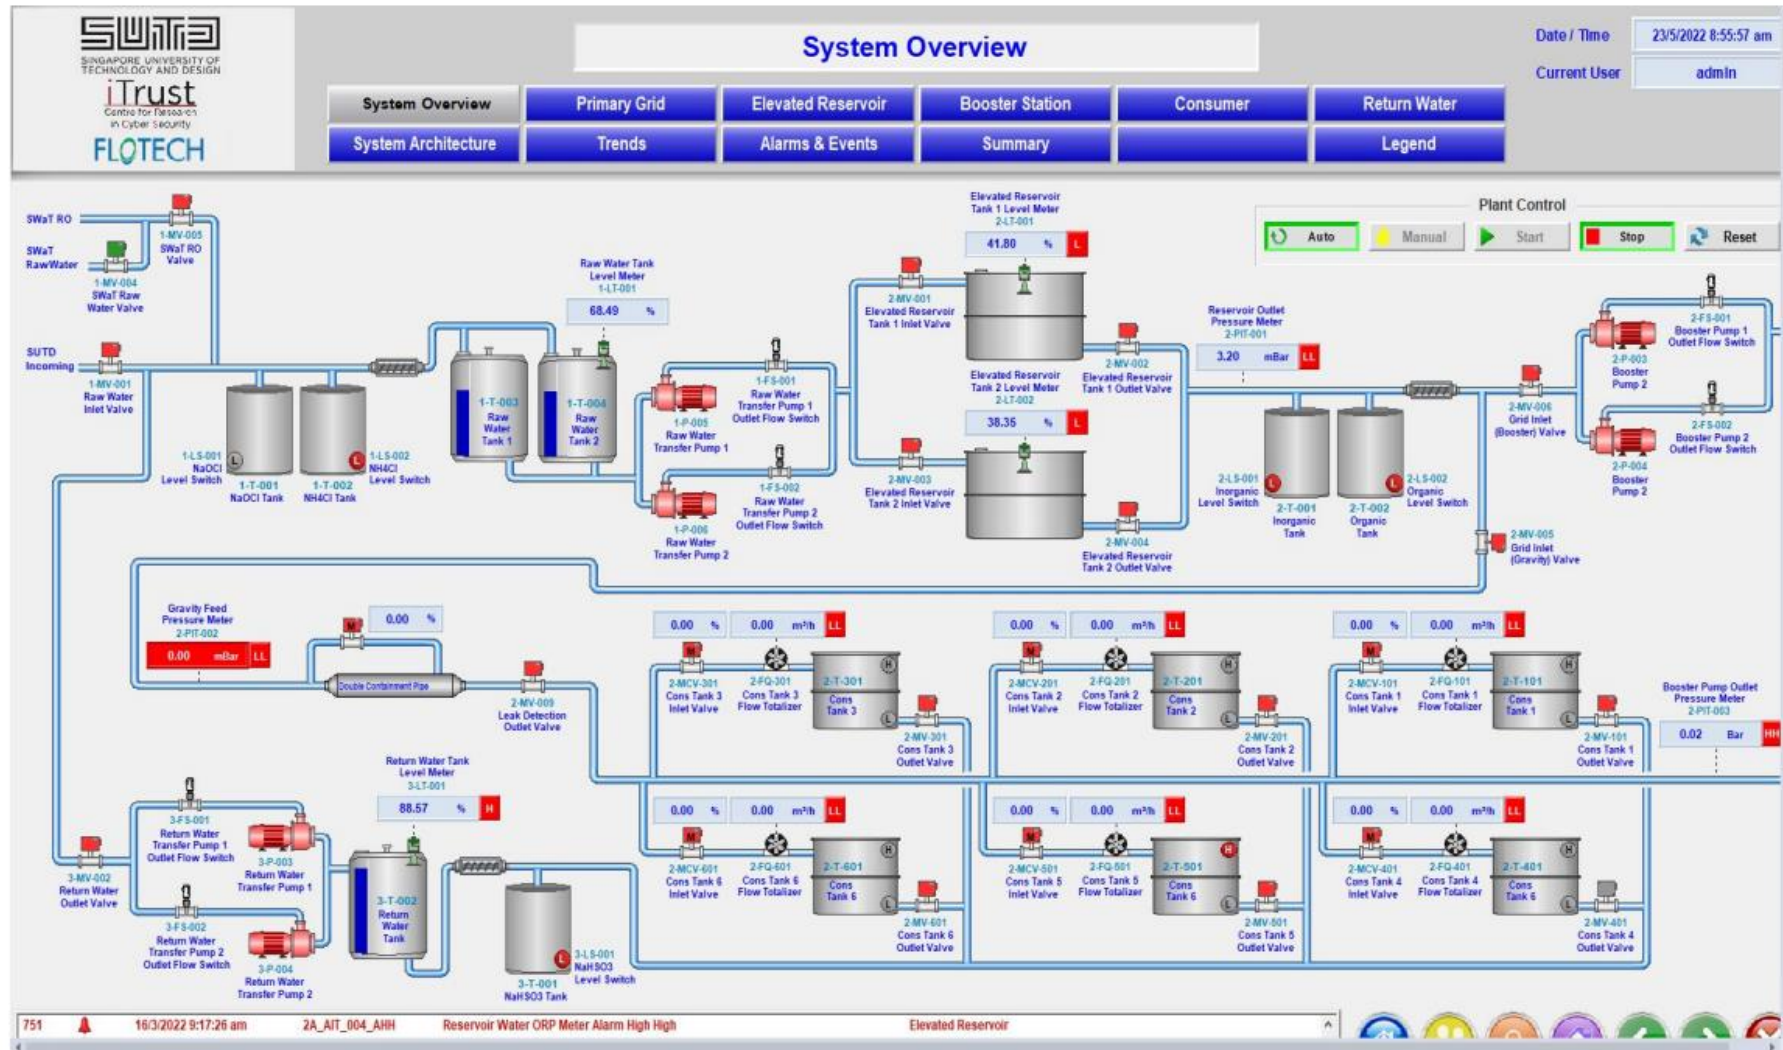 SUTD
SINGAPORE UNIVERSITY OF
TECHNOLOGY AND DESIGN
iTrust
Centre for Research
in Cyber Security
FLOTECH
System Overview
Date / Time
23/5/2022 8:55:57 am
Current User
admin
System Overview
Primary Grid
Elevated Reservoir
Booster Station
Consumer
Return Water
System Architecture
Trends
Alarms & Events
Summary
Legend
Plant Control
Auto
Manual
Start
Stop
Reset
SWaT RO
1-MV-005
SWaT RO
Valve
SWaT
RawWater
1-MV-004
SWaT Raw
Water Valve
SUTD
Incoming
1-MV-001
Raw Water
Inlet Valve
1-LS-001
NaOCl
Level Switch
L
1-T-001
NaOCl Tank
L
1-LS-002
NH4Cl
Level Switch
1-T-002
NH4Cl Tank
Raw Water Tank
Level Meter
1-LT-001
68.49 %
1-T-003
Raw
Water
Tank 1
1-T-004
Raw
Water
Tank 2
1-P-005
Raw Water
Transfer Pump 1
1-FS-001
Raw Water
Transfer Pump 1
Outlet Flow Switch
1-P-006
Raw Water
Transfer Pump 2
1-FS-002
Raw Water
Transfer Pump 2
Outlet Flow Switch
Elevated Reservoir
Tank 1 Level Meter
2-LT-001
41.80 % L
2-MV-001
Elevated Reservoir
Tank 1 Inlet Valve
2-MV-002
Elevated Reservoir
Tank 1 Outlet Valve
Elevated Reservoir
Tank 2 Level Meter
2-LT-002
38.35 % L
2-MV-003
Elevated Reservoir
Tank 2 Inlet Valve
2-MV-004
Elevated Reservoir
Tank 2 Outlet Valve
Reservoir Outlet
Pressure Meter
2-PIT-001
3.20 mBar LL
2-LS-001
Inorganic
Level Switch
L
2-T-001
Inorganic
Tank
L
2-LS-002
Organic
Level Switch
2-T-002
Organic
Tank
2-MV-006
Grid Inlet
(Booster) Valve
2-MV-005
Grid Inlet
(Gravity) Valve
2-P-003
Booster
Pump 2
2-FS-001
Booster Pump 1
Outlet Flow Switch
2-P-004
Booster
Pump 2
2-FS-002
Booster Pump 2
Outlet Flow Switch
Gravity Feed
Pressure Meter
2-PIT-002
0.00 mBar LL
M
0.00 %
Double Containment Pipe
2-MV-009
Leak Detection
Outlet Valve
0.00 % 0.00 m³/h LL
M
2-MCV-301
Cons Tank 3
Inlet Valve
2-FQ-301
Cons Tank 3
Flow Totalizer
H
2-T-301
Cons
Tank 3
L
2-MV-301
Cons Tank 3
Outlet Valve
0.00 % 0.00 m³/h LL
M
2-MCV-201
Cons Tank 2
Inlet Valve
2-FQ-201
Cons Tank 2
Flow Totalizer
H
2-T-201
Cons
Tank 2
L
2-MV-201
Cons Tank 2
Outlet Valve
0.00 % 0.00 m³/h LL
M
2-MCV-101
Cons Tank 1
Inlet Valve
2-FQ-101
Cons Tank 1
Flow Totalizer
H
2-T-101
Cons
Tank 1
L
2-MV-101
Cons Tank 1
Outlet Valve
Booster Pump Outlet
Pressure Meter
2-PIT-003
0.02 Bar HH
0.00 % 0.00 m³/h LL
M
2-MCV-601
Cons Tank 6
Inlet Valve
2-FQ-601
Cons Tank 6
Flow Totalizer
H
2-T-601
Cons
Tank 6
L
2-MV-601
Cons Tank 6
Outlet Valve
0.00 % 0.00 m³/h LL
M
2-MCV-501
Cons Tank 5
Inlet Valve
2-FQ-501
Cons Tank 5
Flow Totalizer
H
2-T-501
Cons
Tank 6
L
2-MV-501
Cons Tank 5
Outlet Valve
0.00 % 0.00 m³/h LL
M
2-MCV-401
Cons Tank 4
Inlet Valve
2-FQ-401
Cons Tank 4
Flow Totalizer
H
2-T-401
Cons
Tank 6
L
2-MV-401
Cons Tank 4
Outlet Valve
3-MV-002
Return Water
Outlet Valve
3-FS-001
Return Water
Transfer Pump 1
Outlet Flow Switch
3-P-003
Return Water
Transfer Pump 1
3-FS-002
Return Water
Transfer Pump 2
Outlet Flow Switch
3-P-004
Return Water
Transfer Pump 2
Return Water Tank
Level Meter
3-LT-001
88.57 % H
3-T-002
Return
Water
Tank
L
3-LS-001
NaHSO3
Level Switch
3-T-001
NaHSO3 Tank
751 16/3/2022 9:17:26 am 2A_AIT_004_AHH Reservoir Water ORP Meter Alarm High High Elevated Reservoir